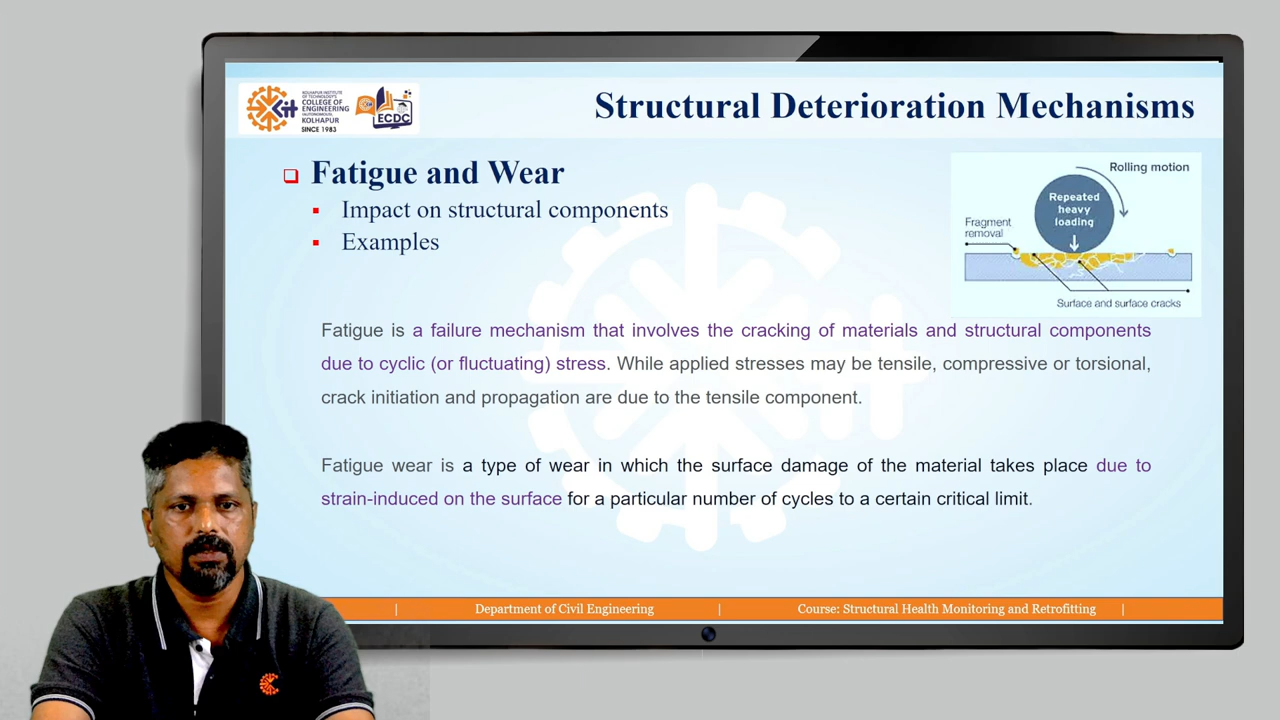 KOLHAPUR INSTITUTE
OF TECHNOLOGY'S
COLLEGE OF
ENGINEERING
(AUTONOMOUS),
KOLHAPUR
SINCE 1983
ECDC
Structural Deterioration Mechanisms
Fatigue and Wear
Impact on structural components
Examples
Rolling motion
Repeated
heavy
loading
Fragment
removal
Surface and surface cracks
Fatigue is a failure mechanism that involves the cracking of materials and structural components
due to cyclic (or fluctuating) stress. While applied stresses may be tensile, compressive or torsional,
crack initiation and propagation are due to the tensile component.
Fatigue wear is a type of wear in which the surface damage of the material takes place due to
strain-induced on the surface for a particular number of cycles to a certain critical limit.
| Department of Civil Engineering | Course: Structural Health Monitoring and Retrofitting |